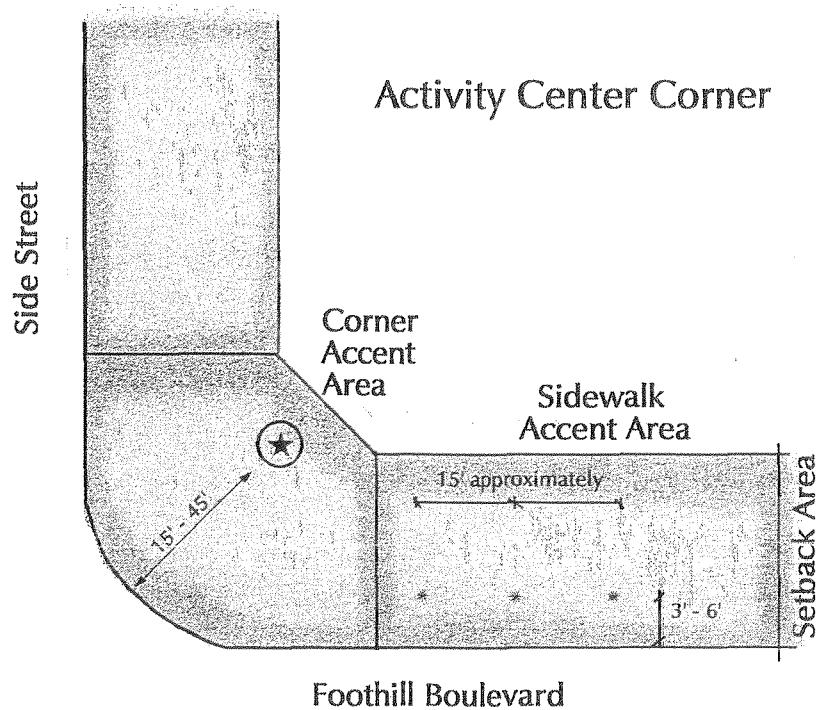 Activity Center Corner
Side Street
Corner
Accent
Area
Sidewalk
Accent Area
15' approximately
15' - 45'
3' - 6'
Setback Area
Foothill Boulevard